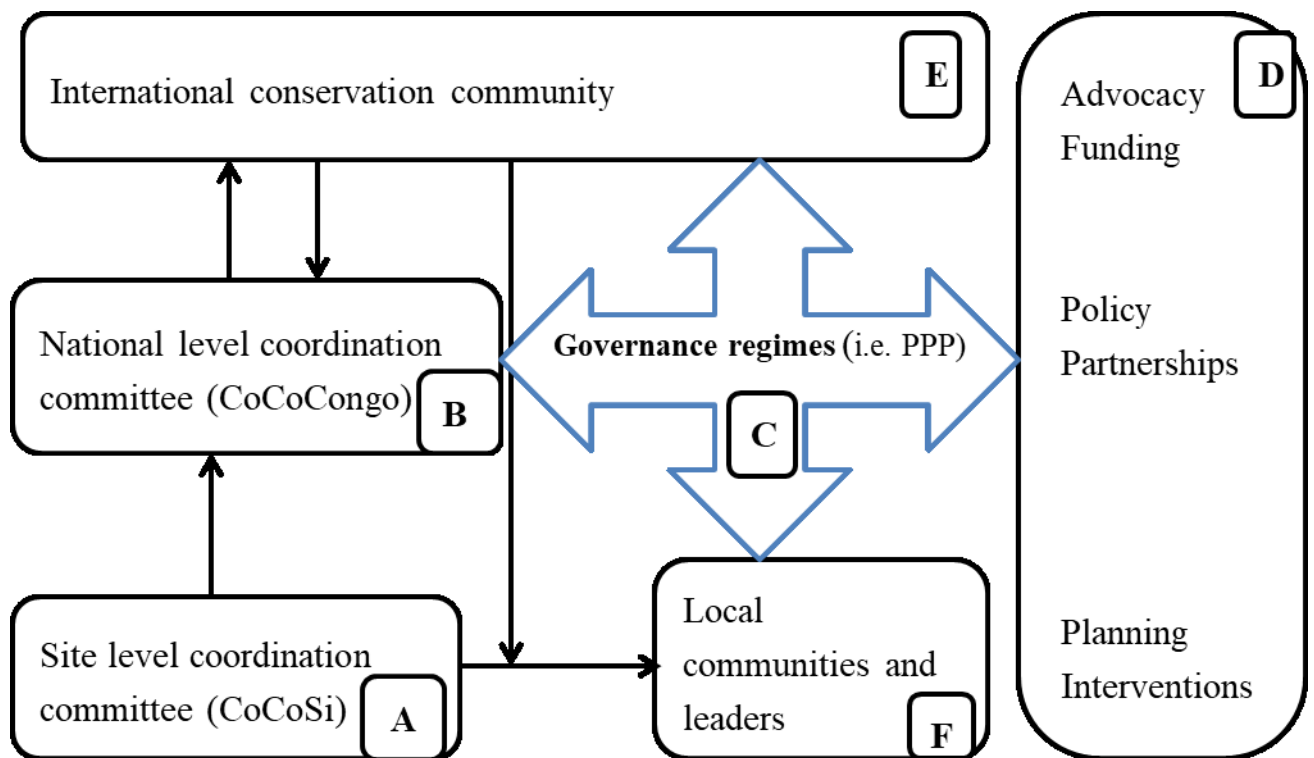 International conservation community
E
National level coordination
committee (CoCoCongo)
B
Site level coordination
committee (CoCoSi)
A
Governance regimes (i.e. PPP)
C
Local
communities and
leaders
F
D
Advocacy
Funding
Policy
Partnerships
Planning
Interventions